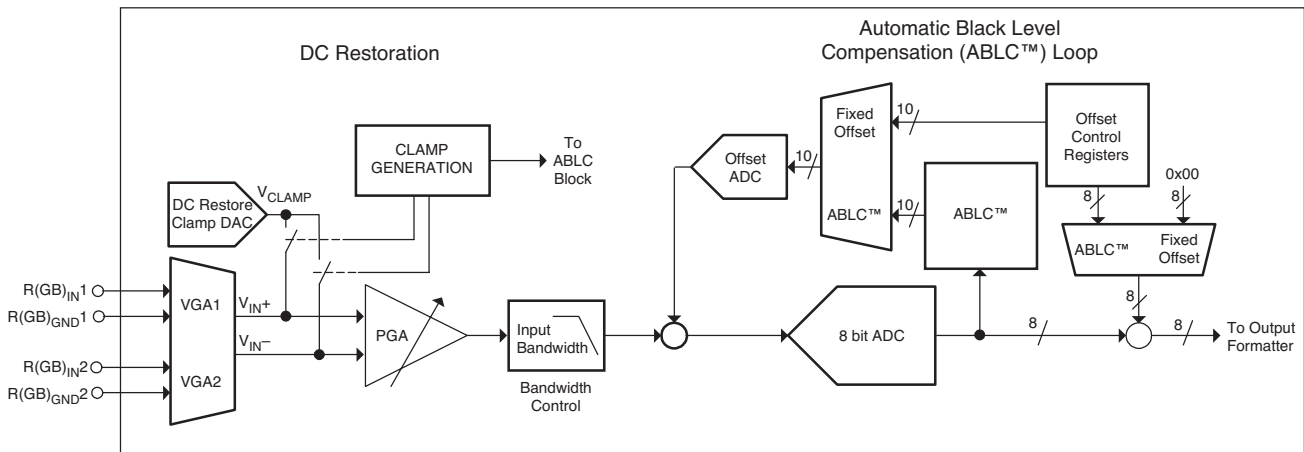 DC Restoration
Automatic Black Level
Compensation (ABLC™) Loop
CLAMP
GENERATION
To
ABLC
Block
DC Restore
Clamp DAC
VCLAMP
R(GB)IN1
R(GB)GND1
R(GB)IN2
R(GB)GND2
VGA1
VGA2
VIN+
VIN−
PGA
Input
Bandwidth
Bandwidth
Control
Offset
ADC
10
Fixed
Offset
ABLC™
10
10
ABLC™
Offset
Control
Registers
8
0x00
8
ABLC™
Fixed
Offset
8
8 bit ADC
8
8
To Output
Formatter